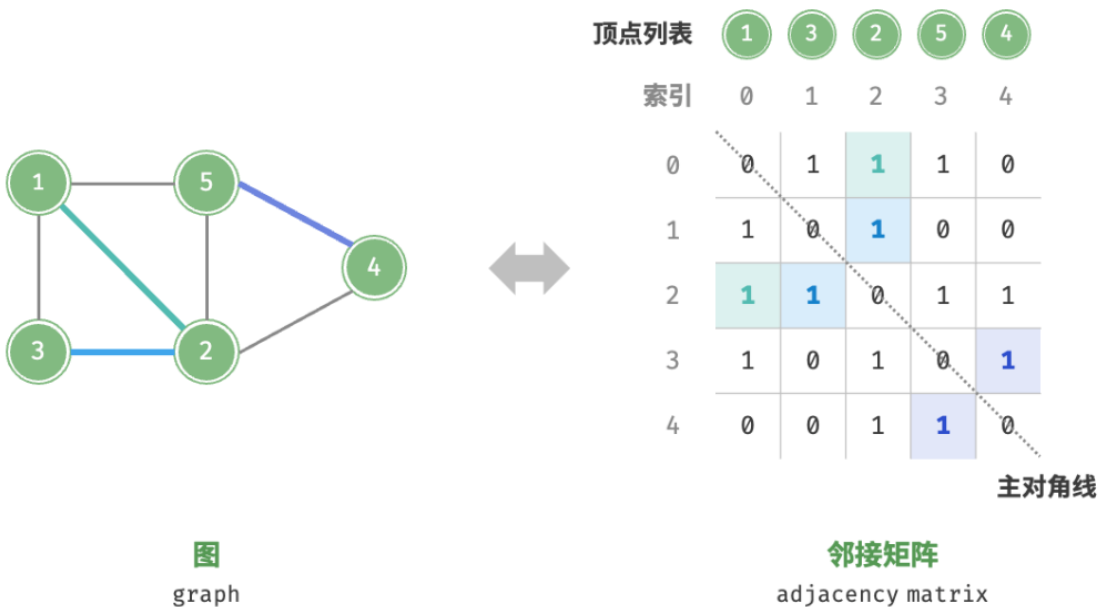 顶点列表 1 3 2 5 4
索引 0 1 2 3 4
0 0 1 1 1 0
1 1 0 1 0 0
2 1 1 0 1 1
3 1 0 1 0 1
4 0 0 1 1 0
主对角线
1 5
4
3 2
图
graph
邻接矩阵
adjacency matrix